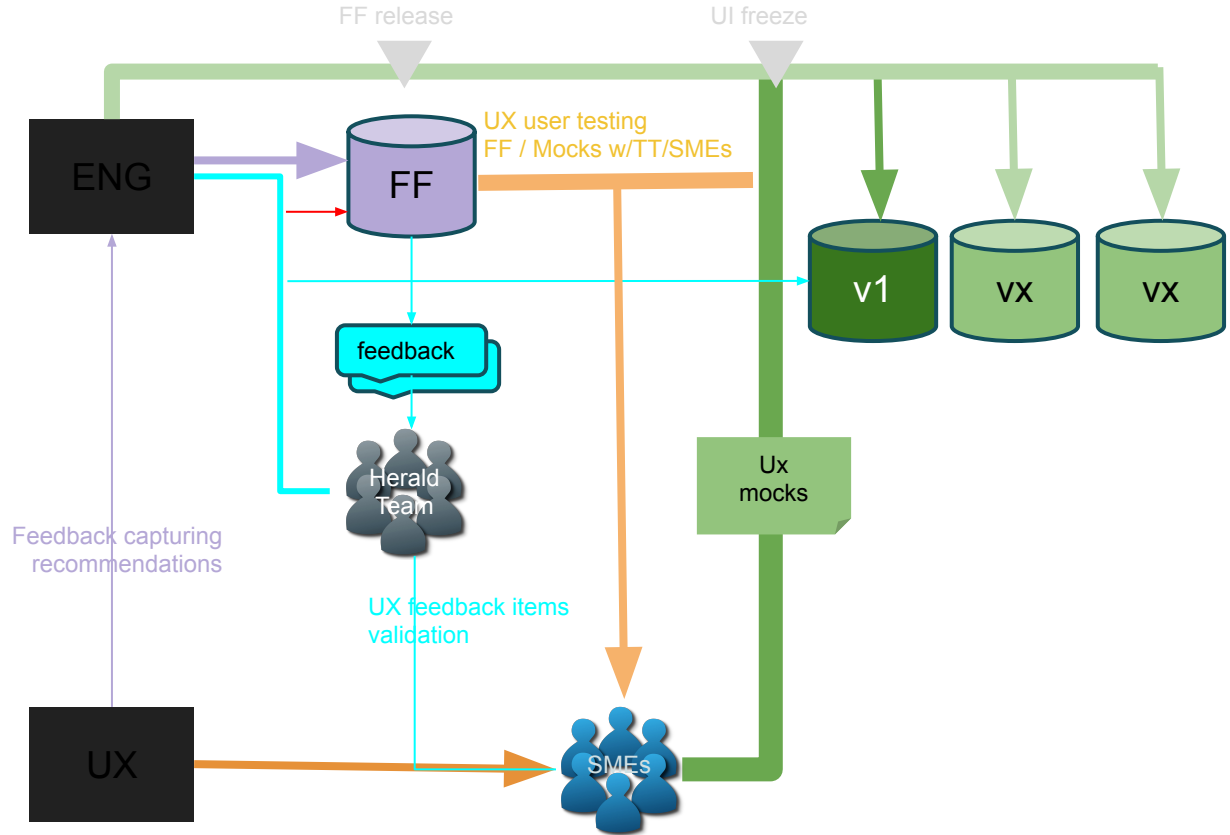 FF release
UI freeze
UX user testing
FF / Mocks w/TT/SMEs
ENG
FF
v1
vx
vx
feedback
Herald
Team
Ux
mocks
Feedback capturing
recommendations
UX feedback items
validation
UX
SMEs